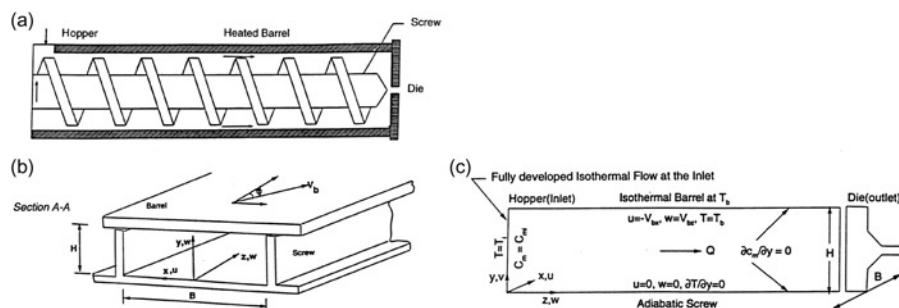 (a)
Hopper
Heated Barrel
Screw
Die
(b)
Section A-A
Barrel
V_b
Φ
H
y,w
z,w
x,u
Screw
B
(c)
Fully developed Isothermal Flow at the Inlet
Hopper(Inlet)
Isothermal Barrel at T_b
Die(outlet)
u=-V_bx, w=V_bz, T=T_b
T=T_i
C_m = C_mi
Q
∂c_m/∂y = 0
H
B
y,v
x,u
u=0, w=0, ∂T/∂y=0
z,w
Adiabatic Screw